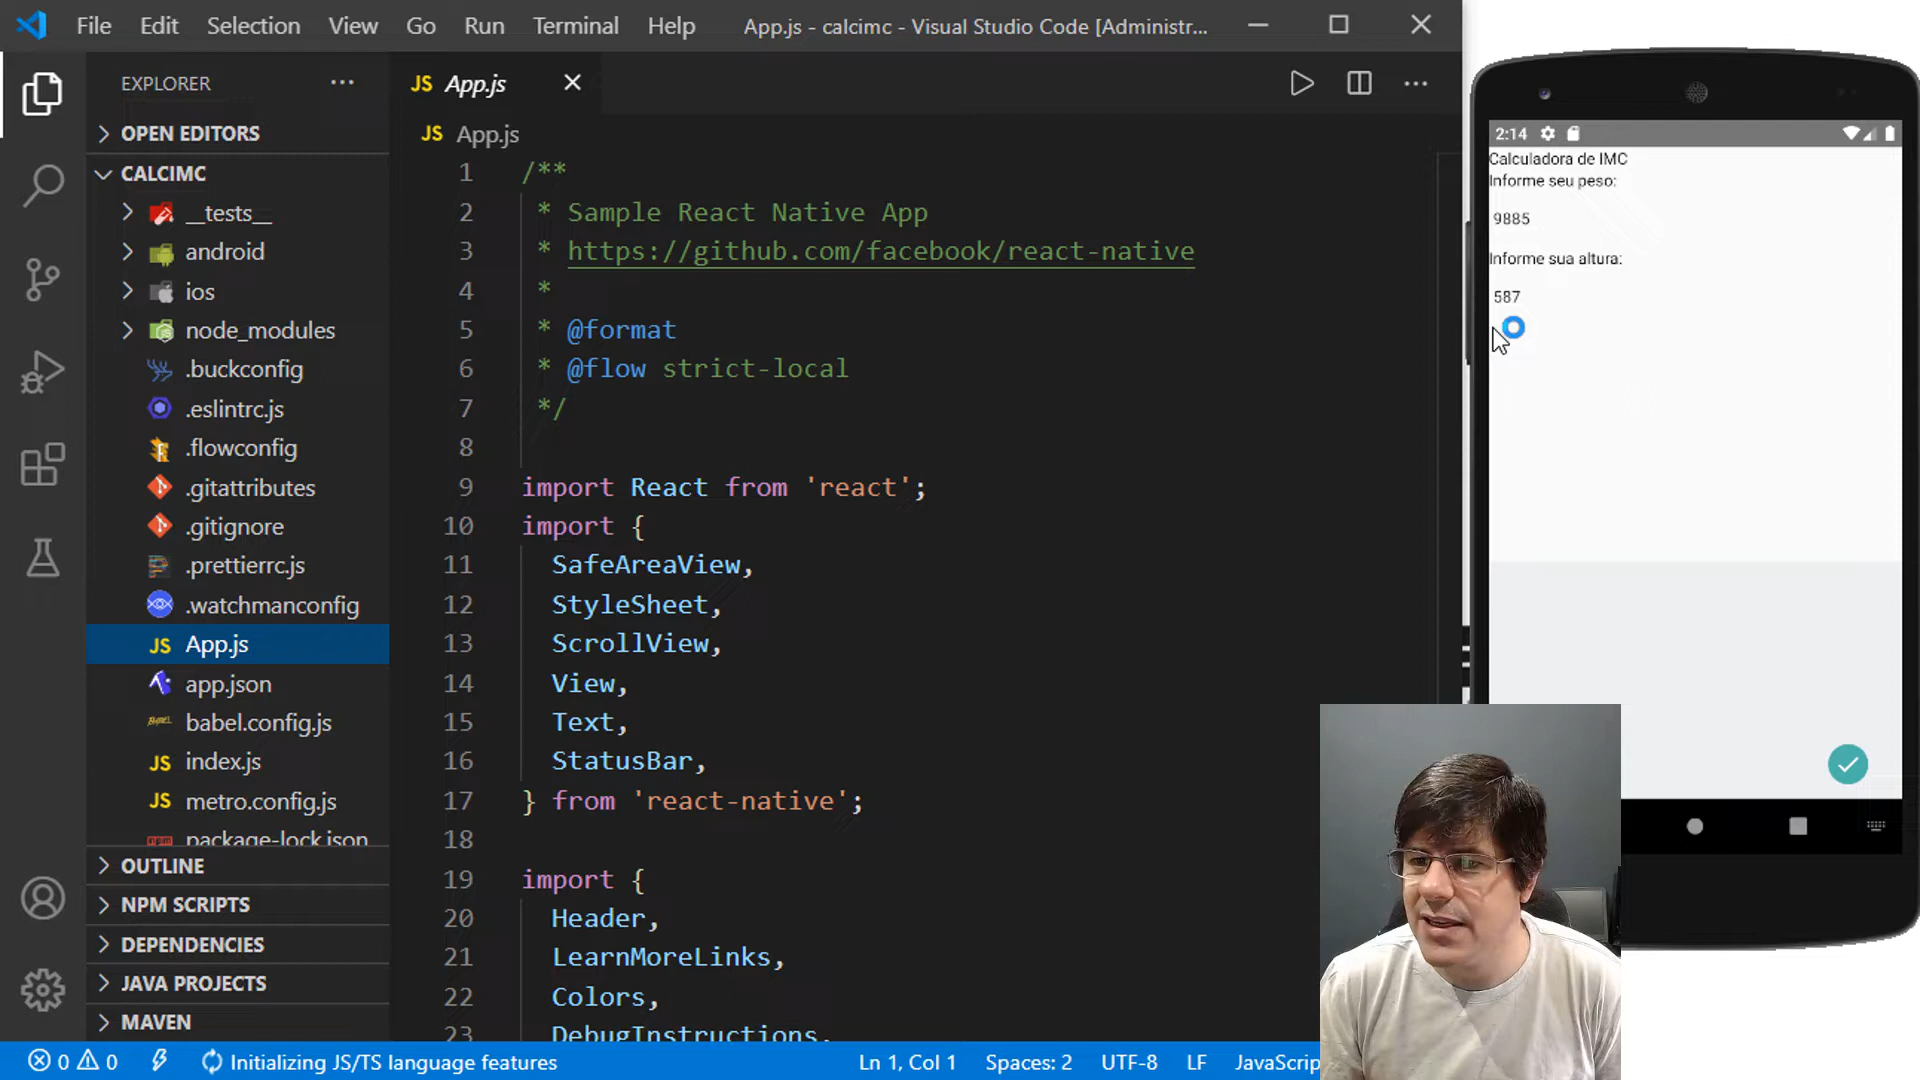 File Edit Selection View Go Run Terminal Help App.js - calcimc - Visual Studio Code [Administr...
EXPLORER
OPEN EDITORS
CALCIMC
__tests__
android
ios
node_modules
.buckconfig
.eslintrc.js
.flowconfig
.gitattributes
.gitignore
.prettierrc.js
.watchmanconfig
JS App.js
app.json
babel.config.js
JS index.js
JS metro.config.js
package-lock.json
OUTLINE
NPM SCRIPTS
DEPENDENCIES
JAVA PROJECTS
MAVEN
JS App.js
JS App.js
1 /**
2 * Sample React Native App
3 * https://github.com/facebook/react-native
4 *
5 * @format
6 * @flow strict-local
7 */
8
9 import React from 'react';
10 import {
11 SafeAreaView,
12 StyleSheet,
13 ScrollView,
14 View,
15 Text,
16 StatusBar,
17 } from 'react-native';
18
19 import {
20 Header,
21 LearnMoreLinks,
22 Colors,
23 DebugInstructions,
0 0 Initializing JS/TS language features Ln 1, Col 1 Spaces: 2 UTF-8 LF JavaScrip
2:14
Calculadora de IMC
Informe seu peso:
9885
Informe sua altura:
587